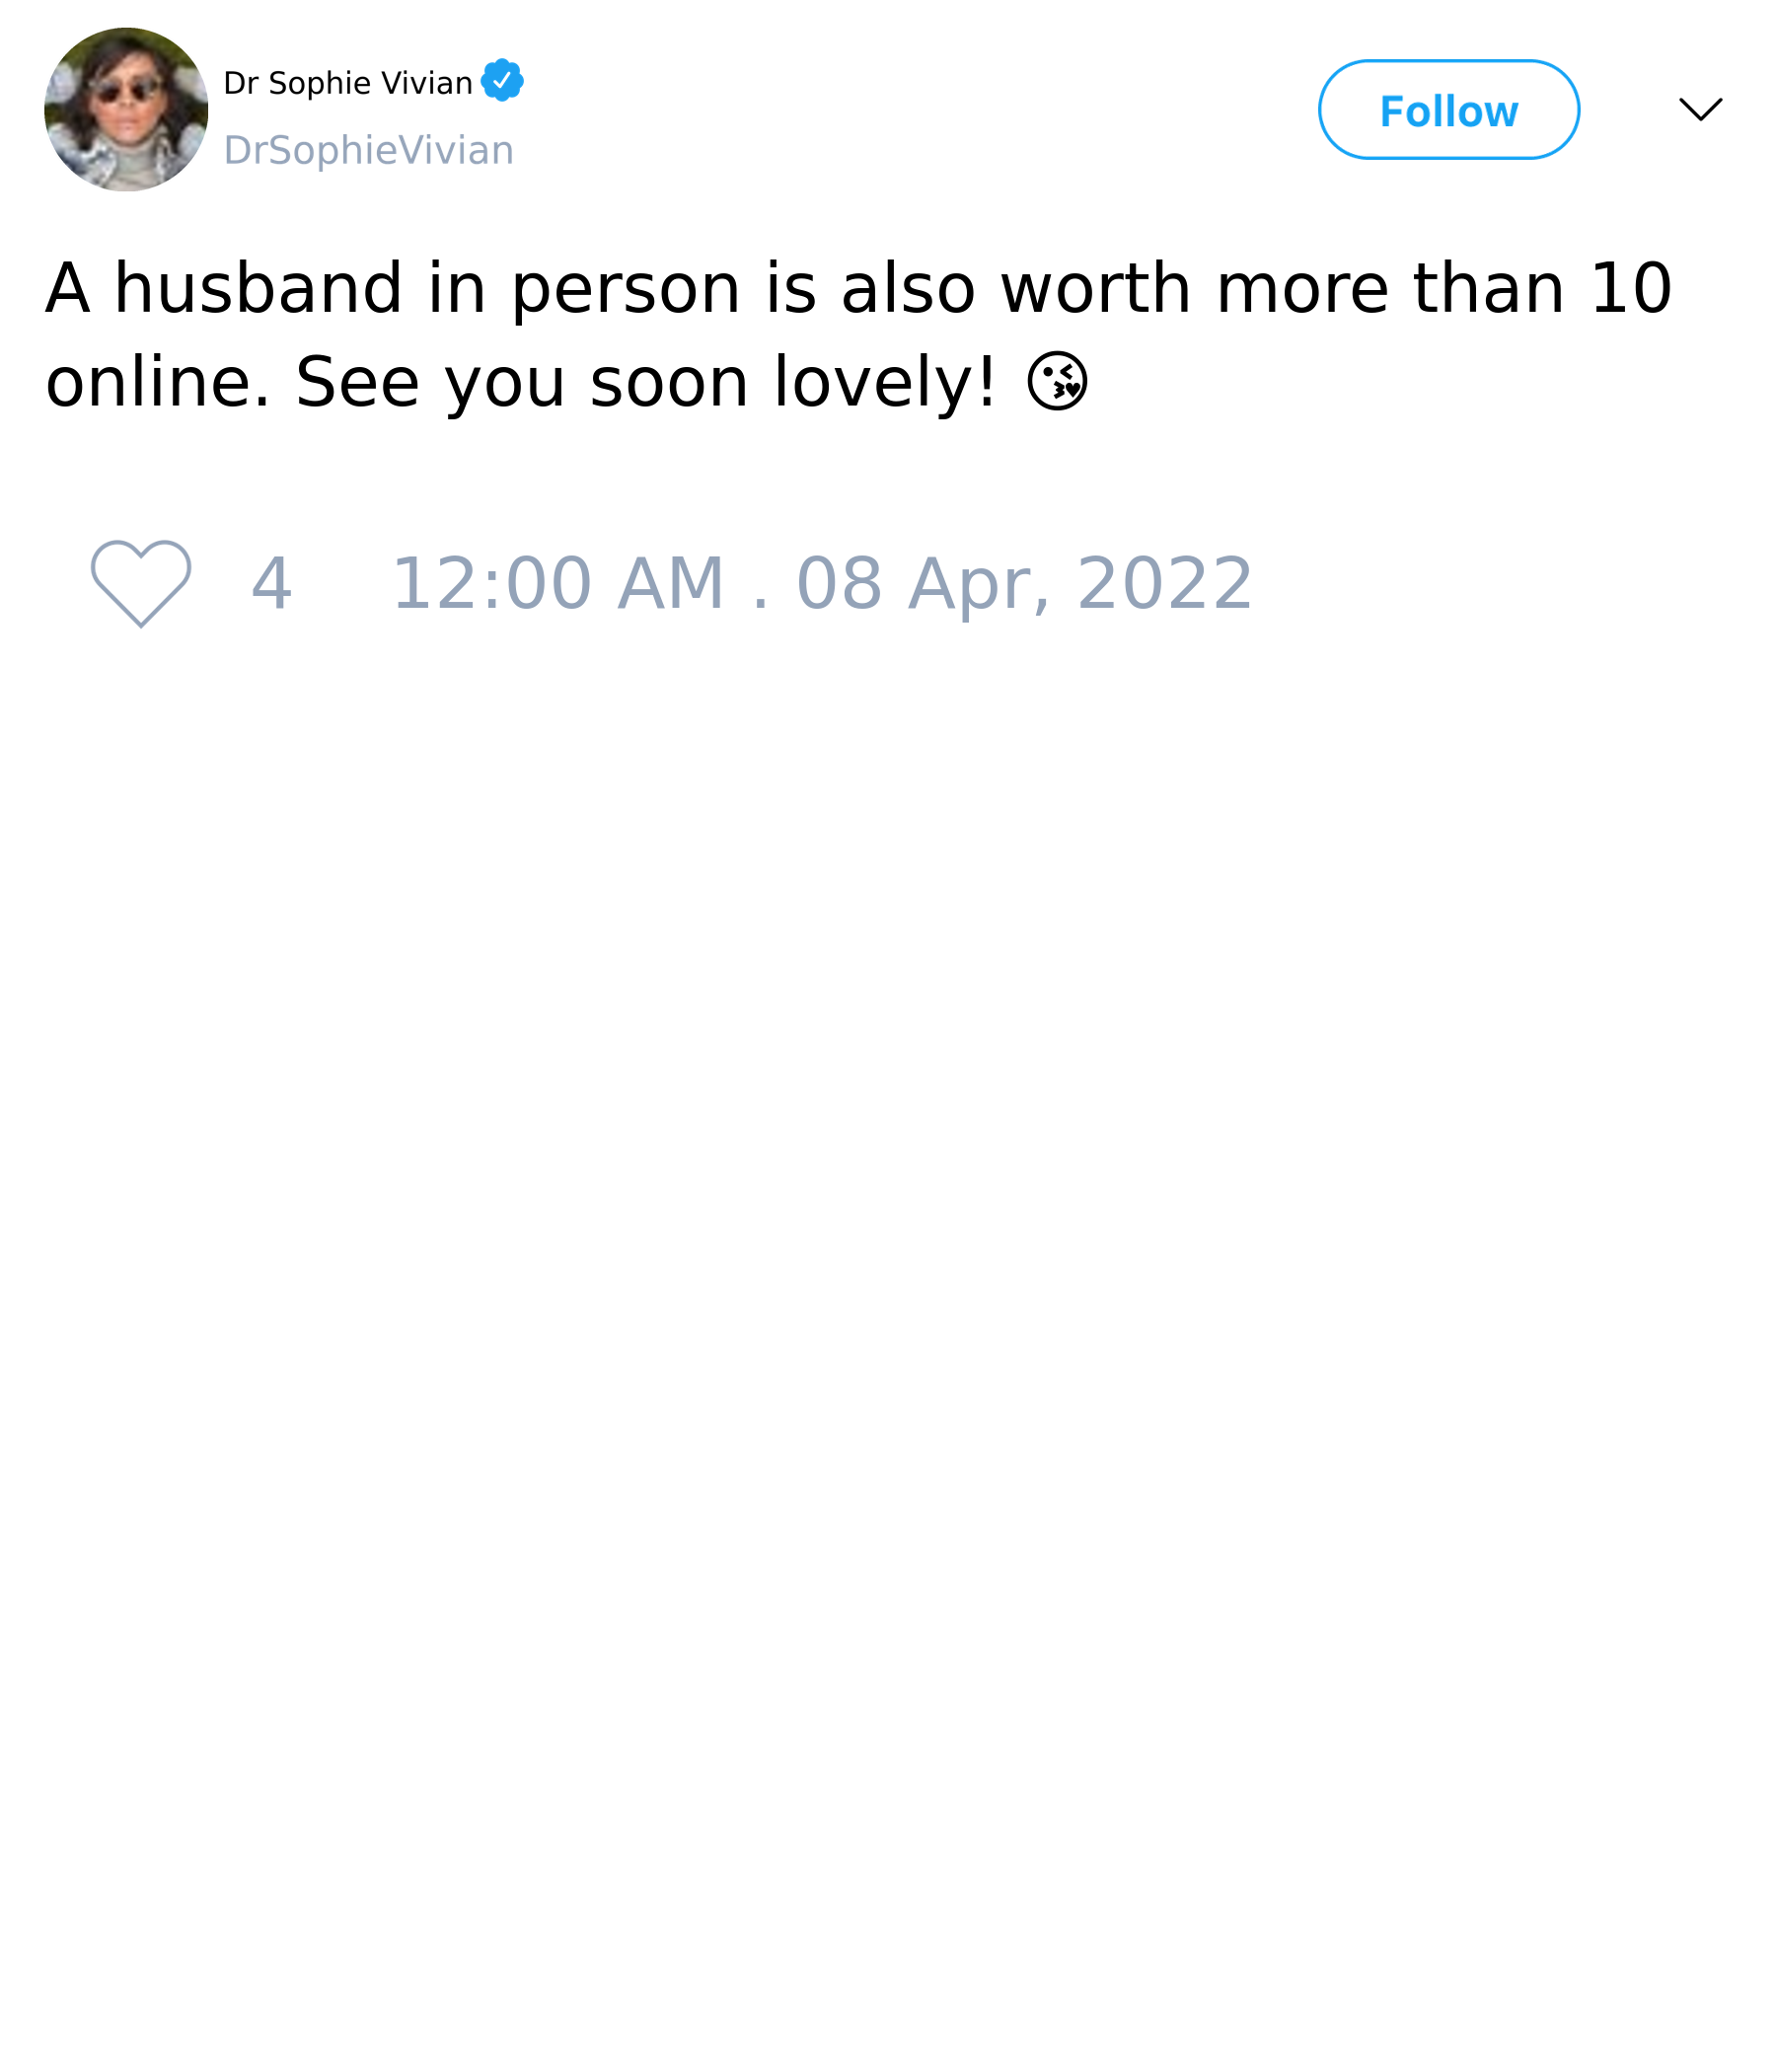 Dr Sophie Vivian
DrSophieVivian
Follow
A husband in person is also worth more than 10
online. See you soon lovely! 😘
4 12:00 AM . 08 Apr, 2022